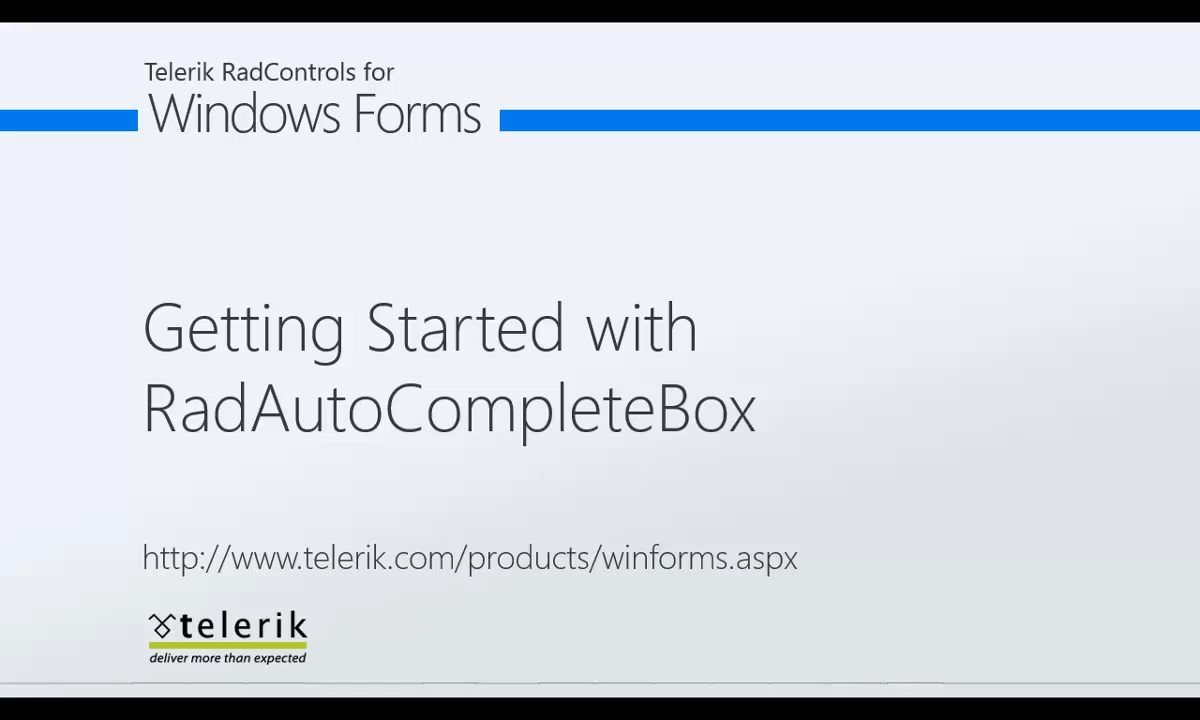 Telerik RadControls for
Windows Forms
Getting Started with
RadAutoCompleteBox
http://www.telerik.com/products/winforms.aspx
telerik
deliver more than expected